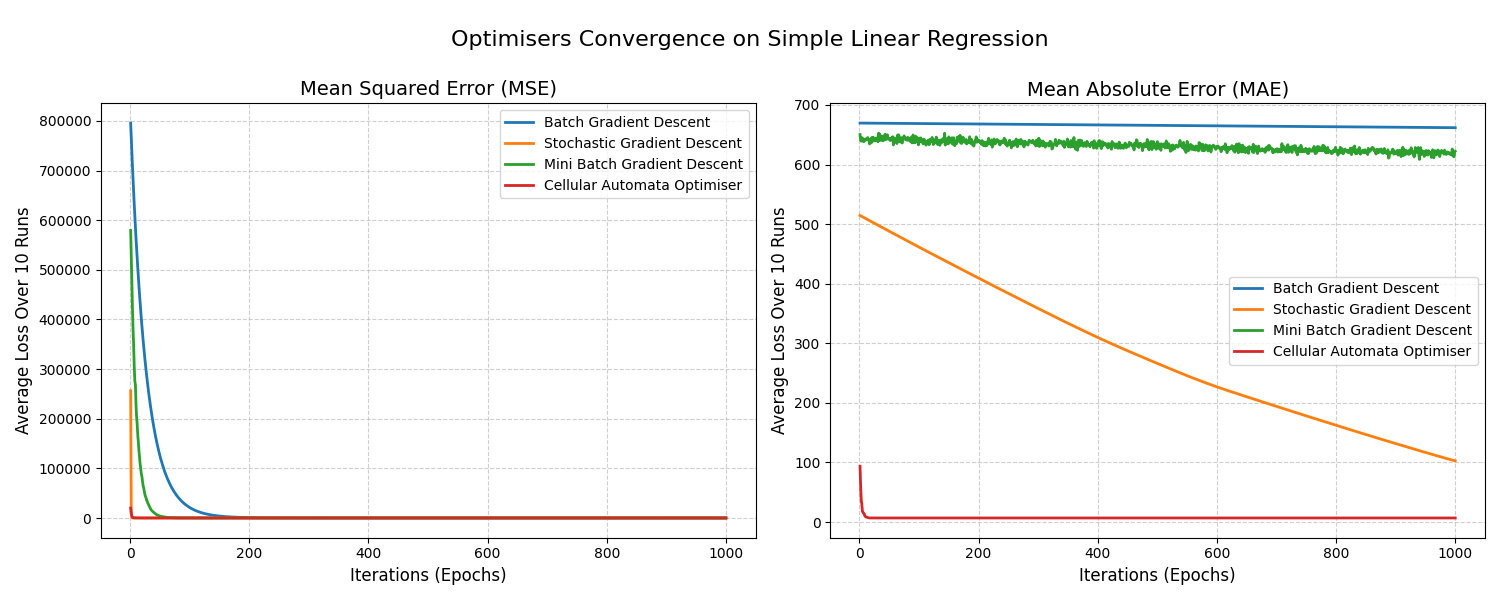 Optimisers Convergence on Simple Linear Regression
Mean Squared Error (MSE)
Average Loss Over 10 Runs
800000
700000
600000
500000
400000
300000
200000
100000
0
0 200 400 600 800 1000
Iterations (Epochs)
Batch Gradient Descent
Stochastic Gradient Descent
Mini Batch Gradient Descent
Cellular Automata Optimiser
Mean Absolute Error (MAE)
Average Loss Over 10 Runs
700
600
500
400
300
200
100
0
0 200 400 600 800 1000
Iterations (Epochs)
Batch Gradient Descent
Stochastic Gradient Descent
Mini Batch Gradient Descent
Cellular Automata Optimiser